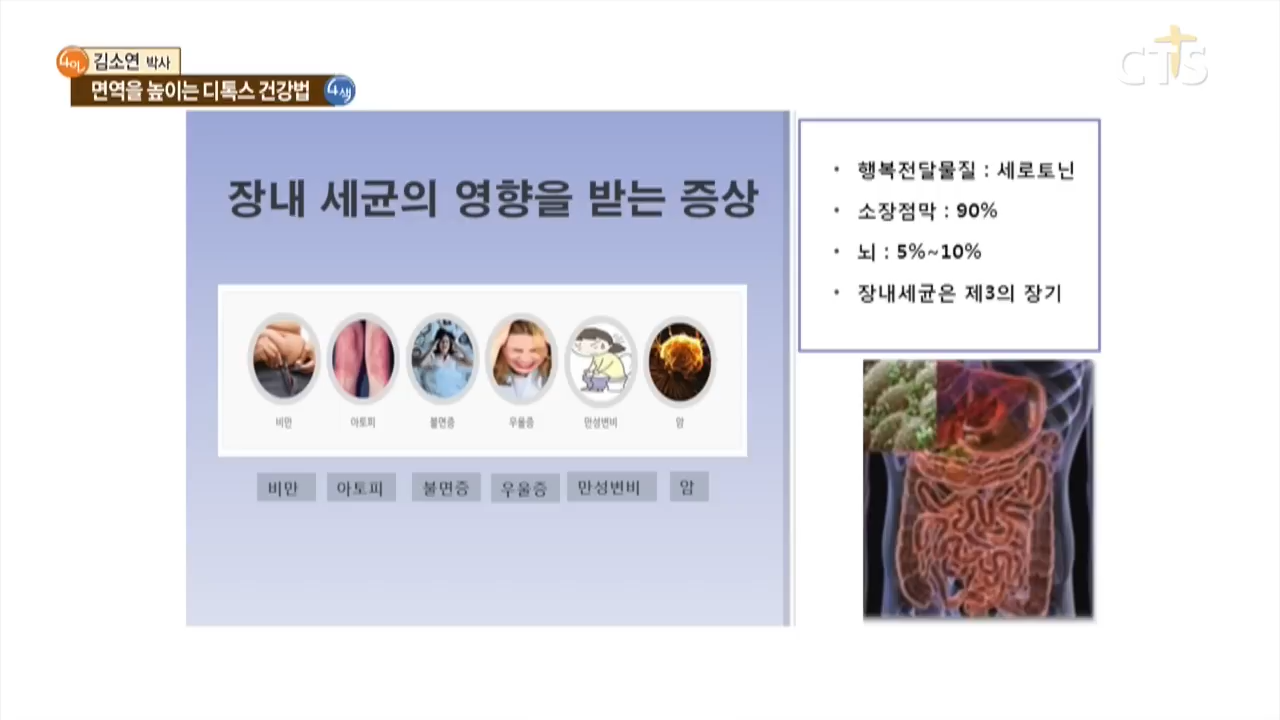 4인
김소연 박사
면역을 높이는 디톡스 건강법
4색
CTS
장내 세균의 영향을 받는 증상
비만 아토피 불면증 우울증 만성변비 암
비만 아토피 불면증 우울증 만성변비 암
• 행복전달물질 : 세로토닌
• 소장점막 : 90%
• 뇌 : 5%~10%
• 장내세균은 제3의 장기